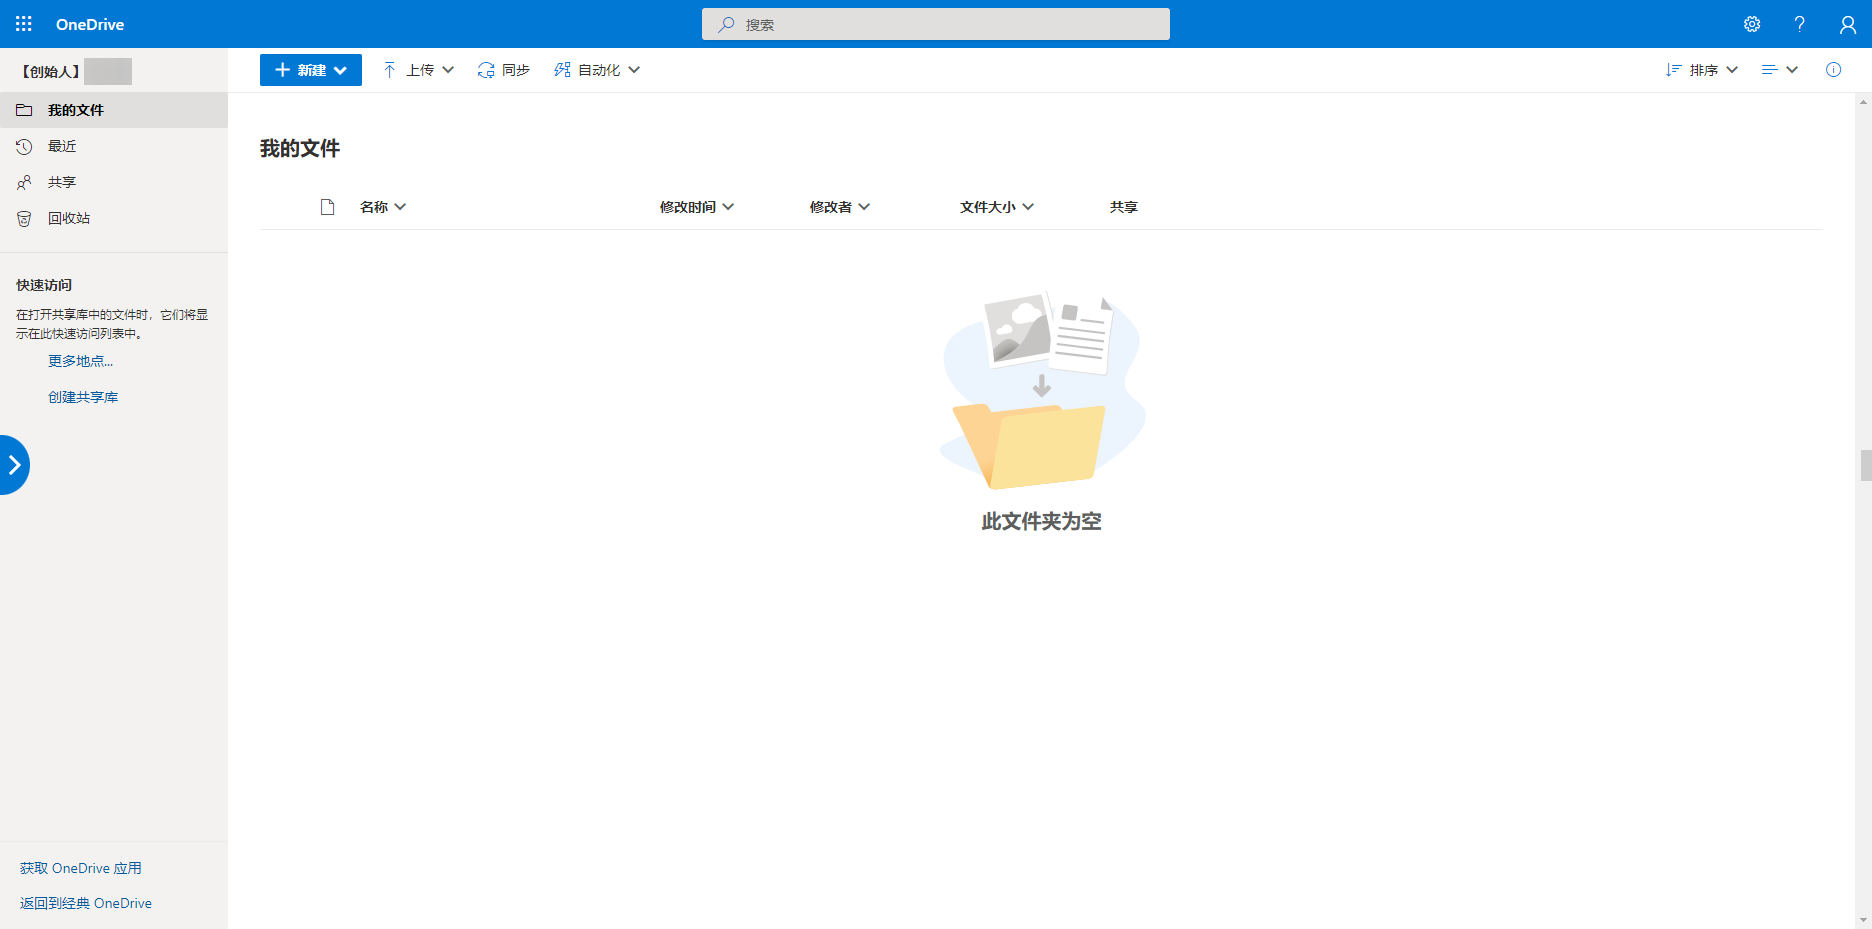 OneDrive
搜索
【创始人】
新建
上传
同步
自动化
排序
我的文件
最近
共享
回收站
快速访问
在打开共享库中的文件时，它们将显
示在此快速访问列表中。
更多地点...
创建共享库
获取 OneDrive 应用
返回到经典 OneDrive
我的文件
名称
修改时间
修改者
文件大小
共享
此文件夹为空